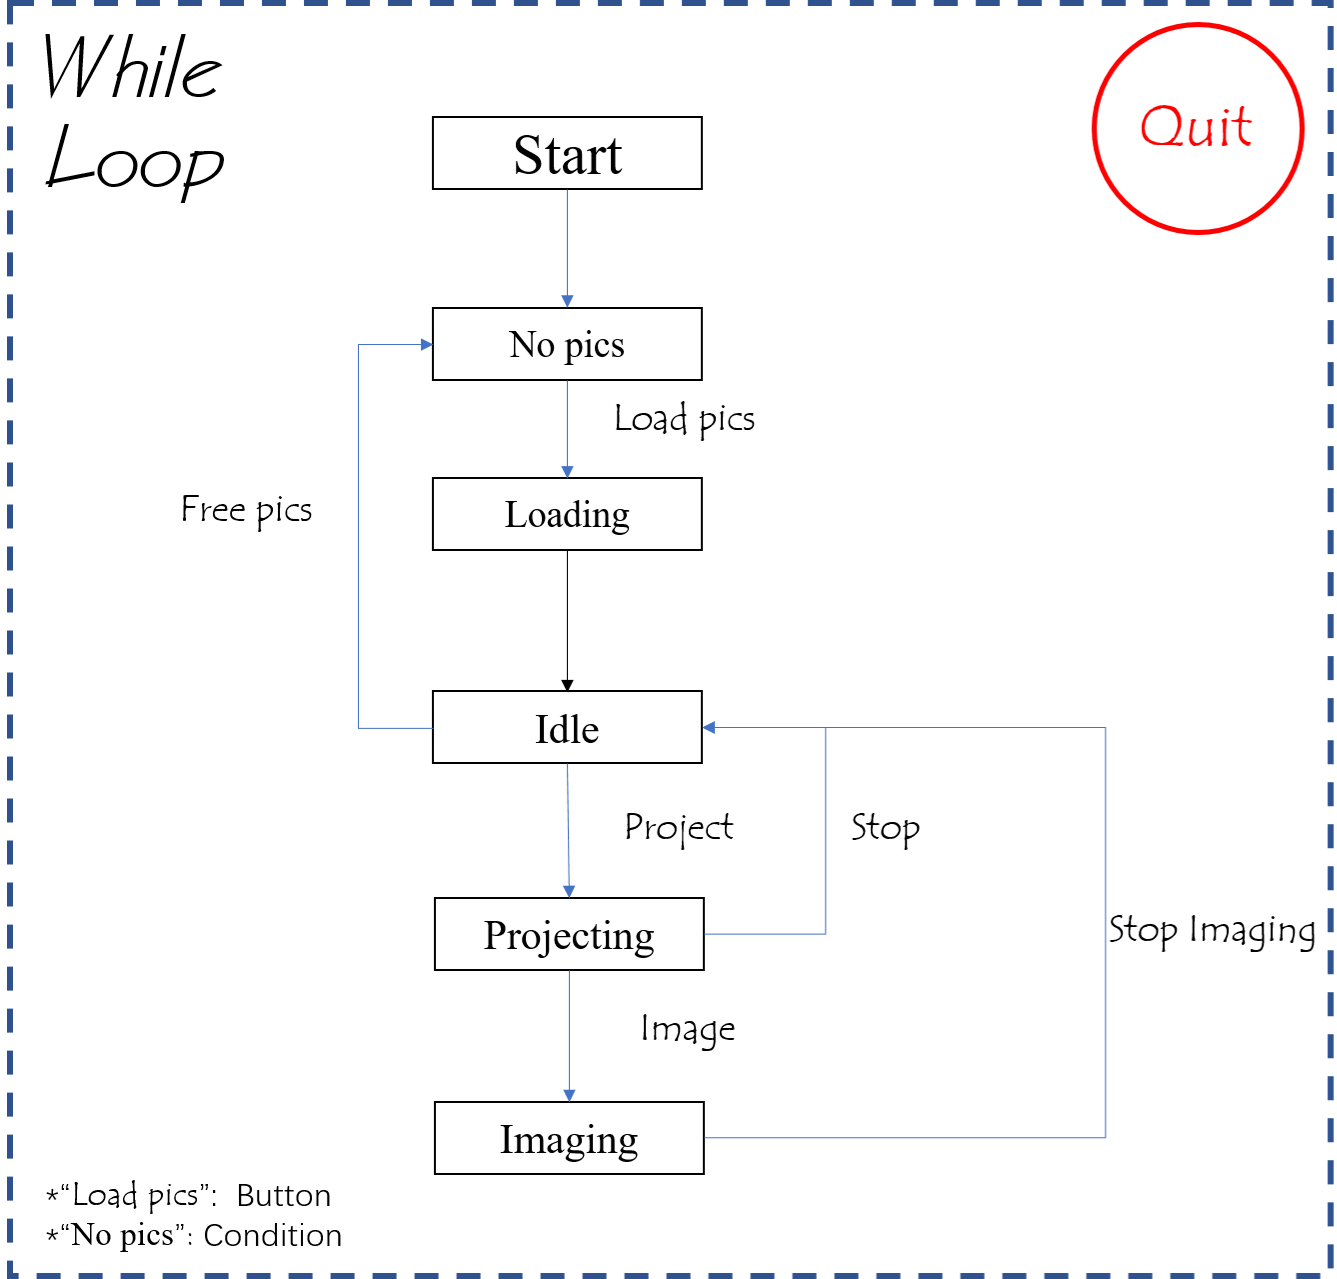 While
Loop
Quit
Start
No pics
Load pics
Free pics
Loading
Idle
Project
Stop
Projecting
Stop Imaging
Image
Imaging
*“Load pics”: Button
*“No pics”: Condition